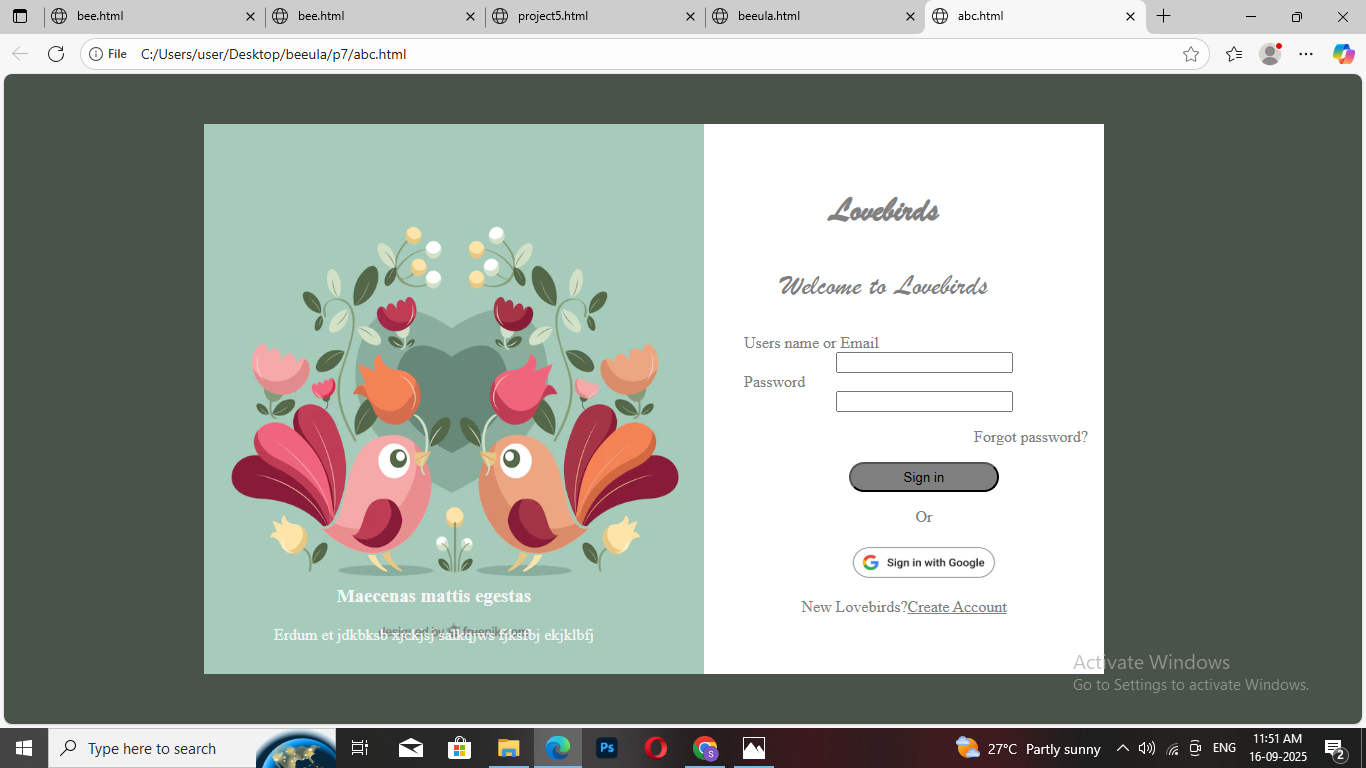 bee.html
bee.html
project5.html
beeula.html
abc.html
File C:/Users/user/Desktop/beeula/p7/abc.html
Lovebirds
Welcome to Lovebirds
Users name or Email
Password
Forgot password?
Sign in
Or
Sign in with Google
New Lovebirds?Create Account
Maecenas mattis egestas
designed by freepik.com
Erdum et jdkbksb xjckjsj salkqjws fjksfbj ekjklbfj
Activate Windows
Go to Settings to activate Windows.
Type here to search
Ps
S
27°C Partly sunny
ENG
11:51 AM
16-09-2025
2